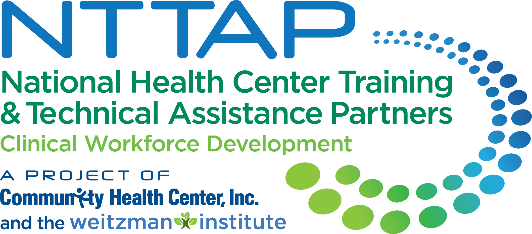 NTTAP
National Health Center Training
& Technical Assistance Partners
Clinical Workforce Development
A PROJECT OF
Community Health Center, Inc.
and the weitzman institute